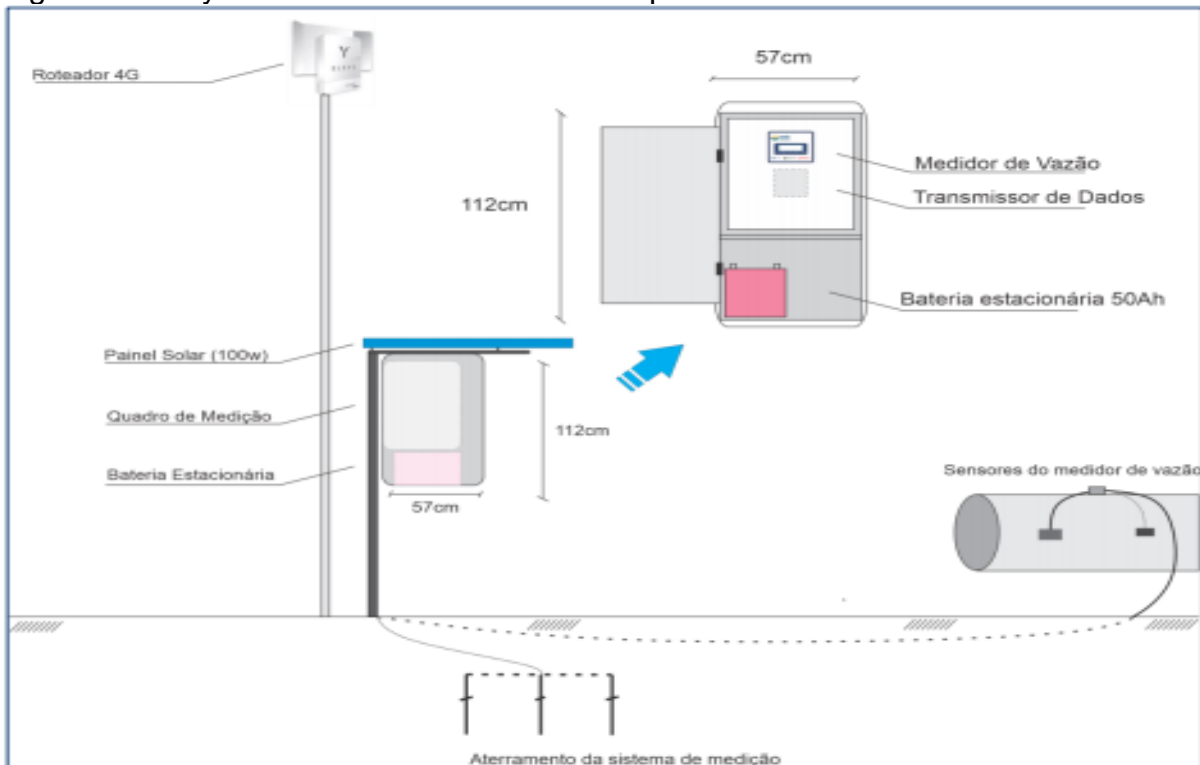 Roteador 4G
57cm
112cm
Medidor de Vazão
Transmissor de Dados
Bateria estacionária 50Ah
Painel Solar (100w)
Quadro de Medição
Bateria Estacionária
112cm
57cm
Sensores do medidor de vazão
Aterramento da sistema de medição